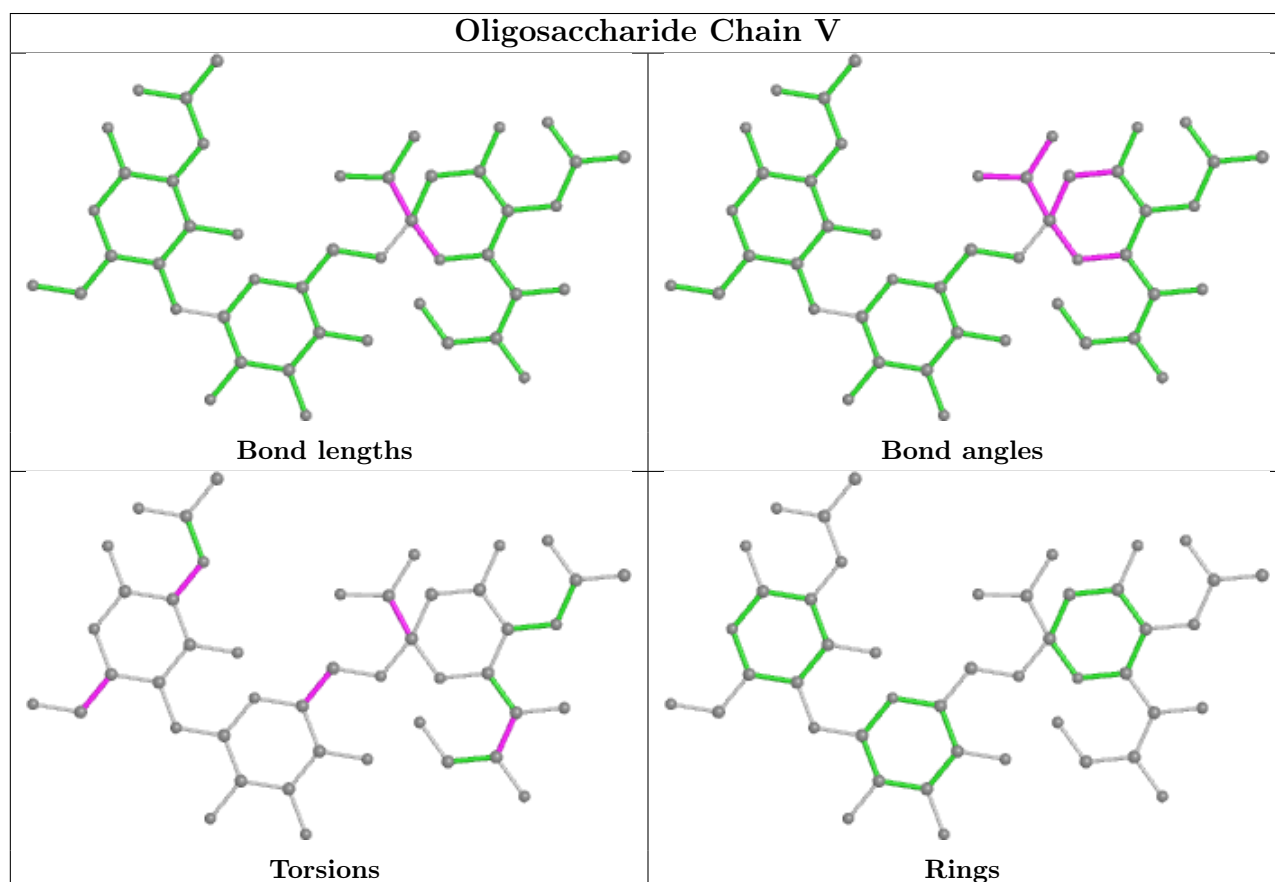 Oligosaccharide Chain V
Bond lengths
Bond angles
Torsions
Rings